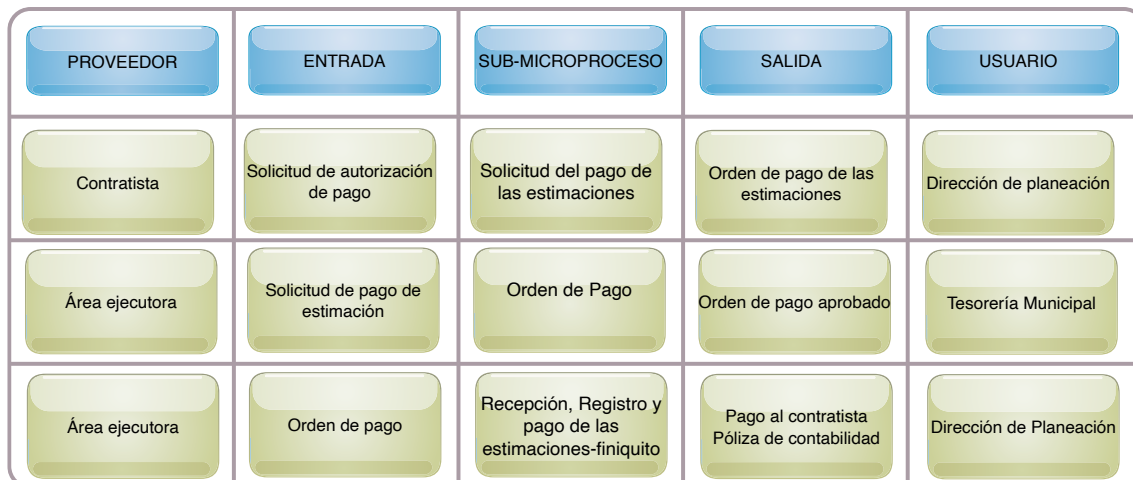 PROVEEDOR
ENTRADA
SUB-MICROPROCESO
SALIDA
USUARIO
Contratista
Solicitud de autorización
de pago
Solicitud del pago de
las estimaciones
Orden de pago de las
estimaciones
Dirección de planeación
Área ejecutora
Solicitud de pago de
estimación
Orden de Pago
Orden de pago aprobado
Tesorería Municipal
Área ejecutora
Orden de pago
Recepción, Registro y
pago de las
estimaciones-finiquito
Pago al contratista
Póliza de contabilidad
Dirección de Planeación